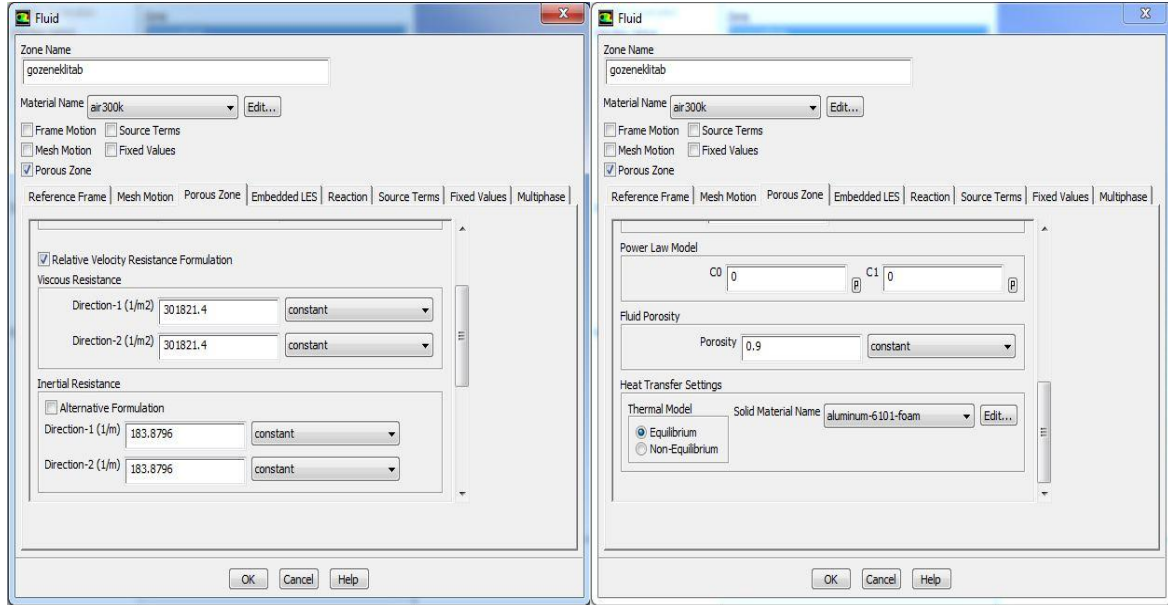 Fluid
Zone Name
gozeneklitab
Material Name air300k Edit...
Frame Motion Source Terms
Mesh Motion Fixed Values
Porous Zone
Reference Frame Mesh Motion Porous Zone Embedded LES Reaction Source Terms Fixed Values Multiphase
Relative Velocity Resistance Formulation
Viscous Resistance
Direction-1 (1/m2) 301821.4 constant
Direction-2 (1/m2) 301821.4 constant
Inertial Resistance
Alternative Formulation
Direction-1 (1/m) 183.8796 constant
Direction-2 (1/m) 183.8796 constant
OK Cancel Help
Fluid
Zone Name
gozeneklitab
Material Name air300k Edit...
Frame Motion Source Terms
Mesh Motion Fixed Values
Porous Zone
Reference Frame Mesh Motion Porous Zone Embedded LES Reaction Source Terms Fixed Values Multiphase
Power Law Model
C0 0 P C1 0 P
Fluid Porosity
Porosity 0.9 constant
Heat Transfer Settings
Thermal Model Solid Material Name aluminum-6101-foam Edit...
Equilibrium
Non-Equilibrium
OK Cancel Help